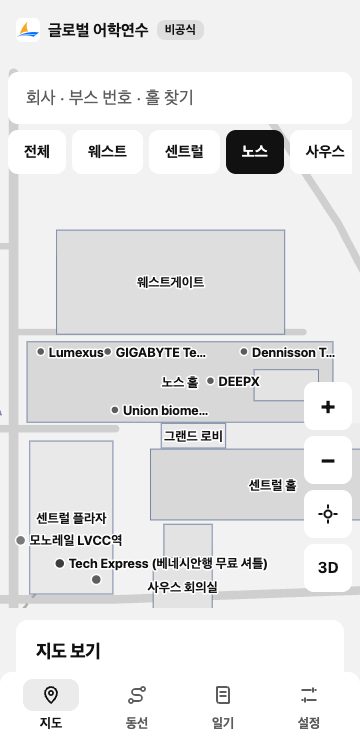 글로벌 어학연수 비공식
회사 · 부스 번호 · 홀 찾기
전체 웨스트 센트럴 노스 사우스
웨스트게이트
Lumexus GIGABYTE Te... Dennisson T...
노스 홀 DEEPX
Union biome...
그랜드 로비
센트럴 홀
센트럴 플라자
모노레일 LVCC역
Tech Express (베네시안행 무료 셔틀)
사우스 회의실
+
−
3D
지도 보기
지도 동선 일기 설정